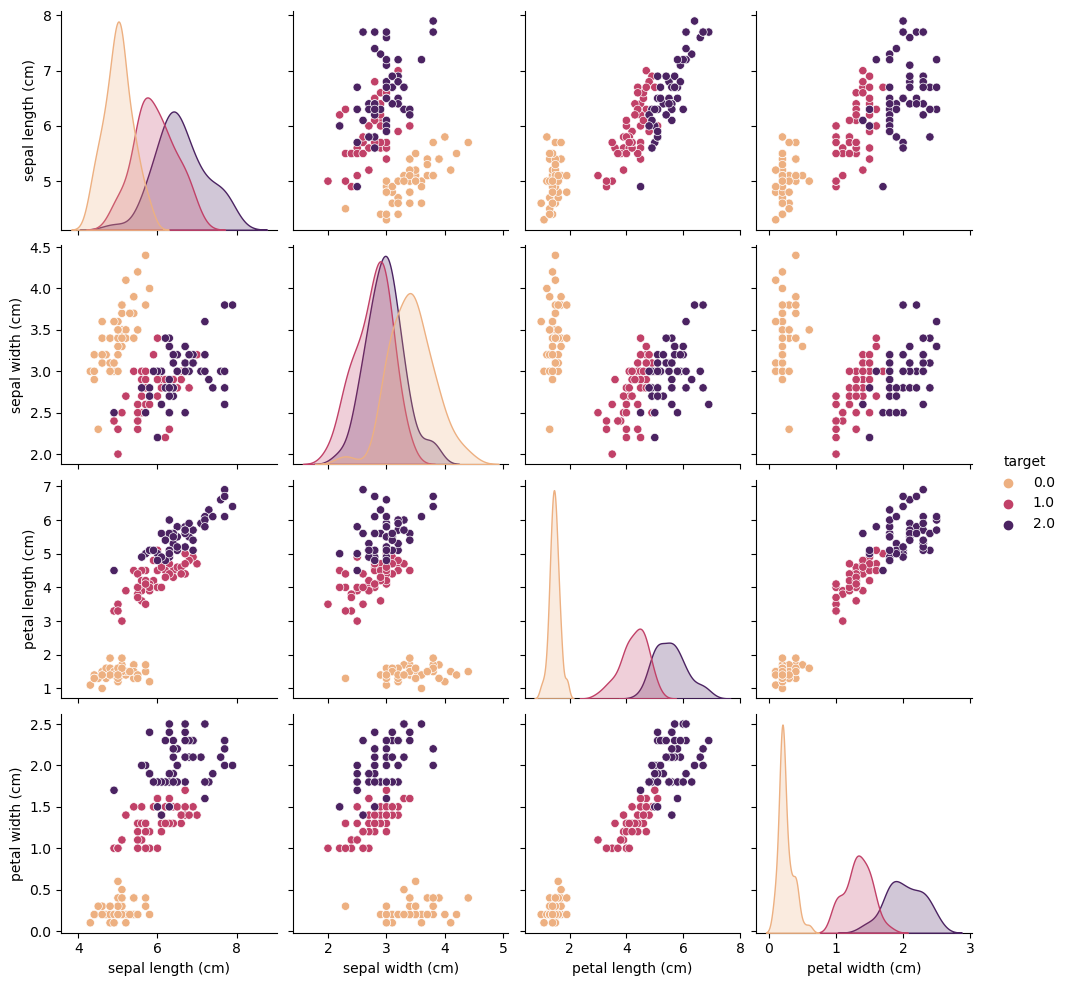 8
7
6
5
sepal length (cm)
4.5
4.0
3.5
3.0
2.5
2.0
sepal width (cm)
target
0.0
1.0
2.0
7
6
5
4
3
2
1
petal length (cm)
2.5
2.0
1.5
1.0
0.5
0.0
petal width (cm)
4 6 8
2 3 4 5
2 4 6 8
0 1 2 3
sepal length (cm)
sepal width (cm)
petal length (cm)
petal width (cm)